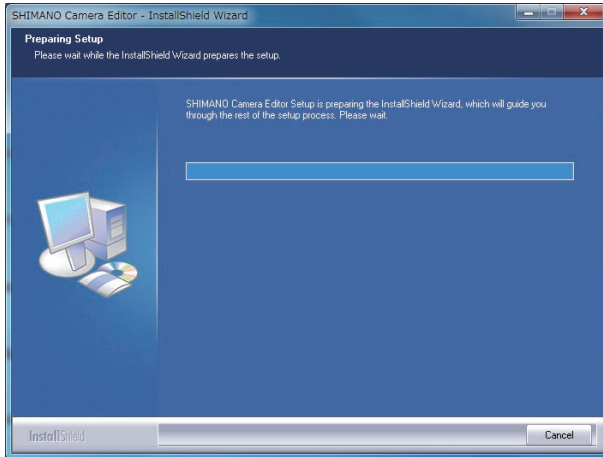 SHIMANO Camera Editor - InstallShield Wizard
Preparing Setup
Please wait while the InstallShield Wizard prepares the setup.
SHIMANO Camera Editor Setup is preparing the InstallShield Wizard, which will guide you
through the rest of the setup process. Please wait.
InstallShield
Cancel